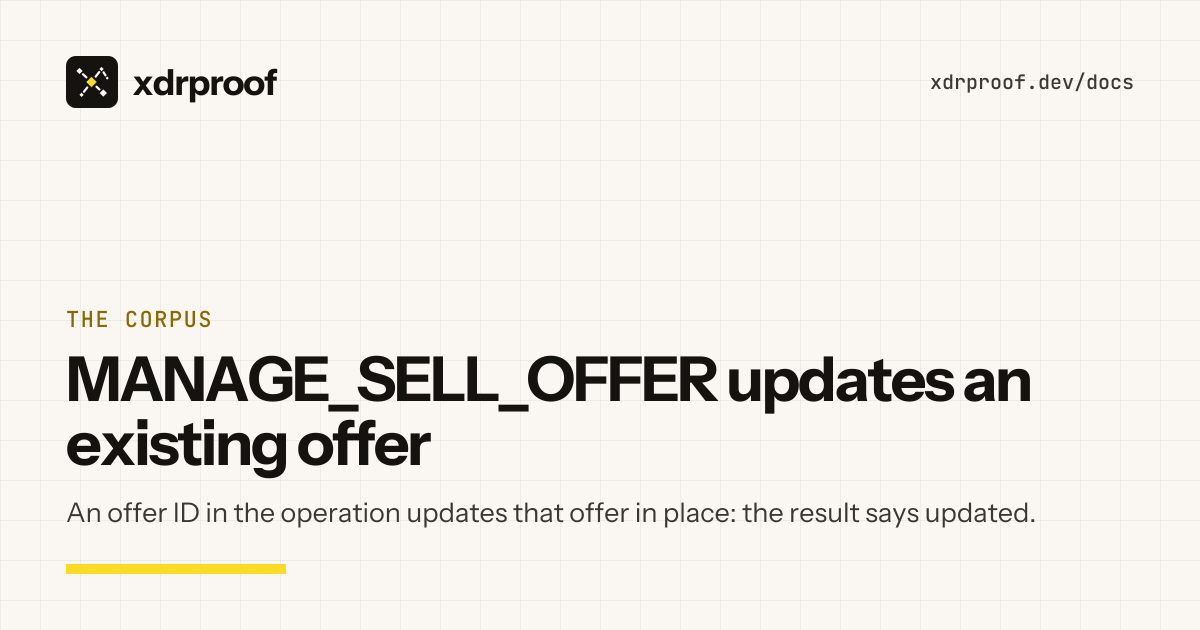 xdrproof
xdrproof.dev/docs
THE CORPUS
MANAGE_SELL_OFFER updates an
existing offer
An offer ID in the operation updates that offer in place: the result says updated.